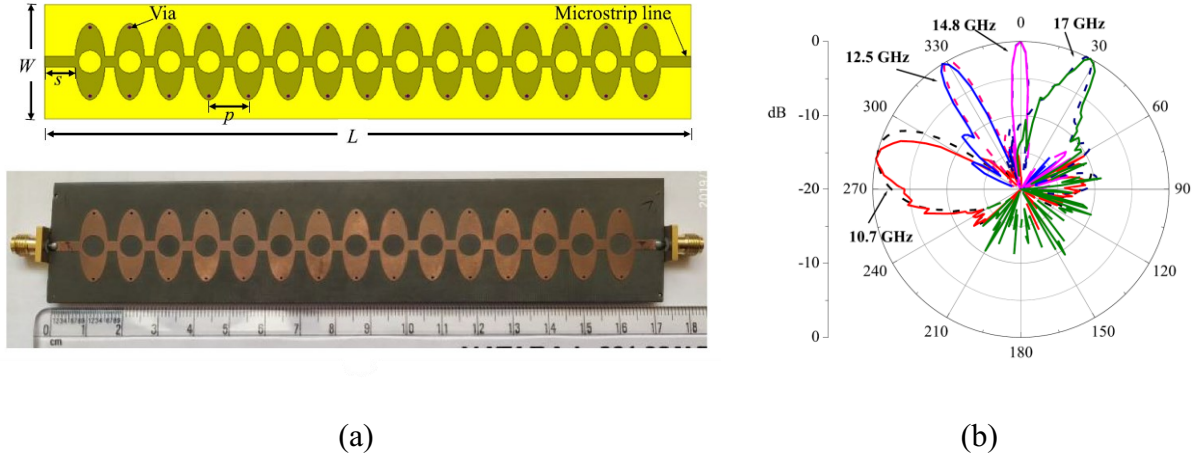 Via
Microstrip line
W
s
p
L
0 1 2 3 4 5 6 7 8 9 10 11 12 13 14 15 16 17 18
cm
(a)
14.8 GHz
0
17 GHz
330
30
12.5 GHz
300
60
dB
0
-10
-20
-10
0
270
90
10.7 GHz
240
120
210
150
180
(b)